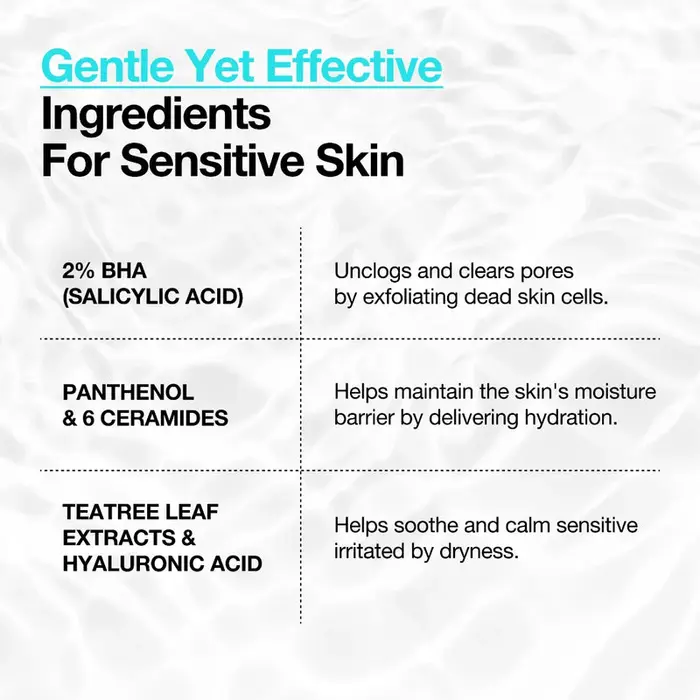 Gentle Yet Effective
Ingredients
For Sensitive Skin
2% BHA
(SALICYLIC ACID)
Unclogs and clears pores
by exfoliating dead skin cells.
PANTHENOL
& 6 CERAMIDES
Helps maintain the skin's moisture
barrier by delivering hydration.
TEATREE LEAF
EXTRACTS &
HYALURONIC ACID
Helps soothe and calm sensitive
irritated by dryness.